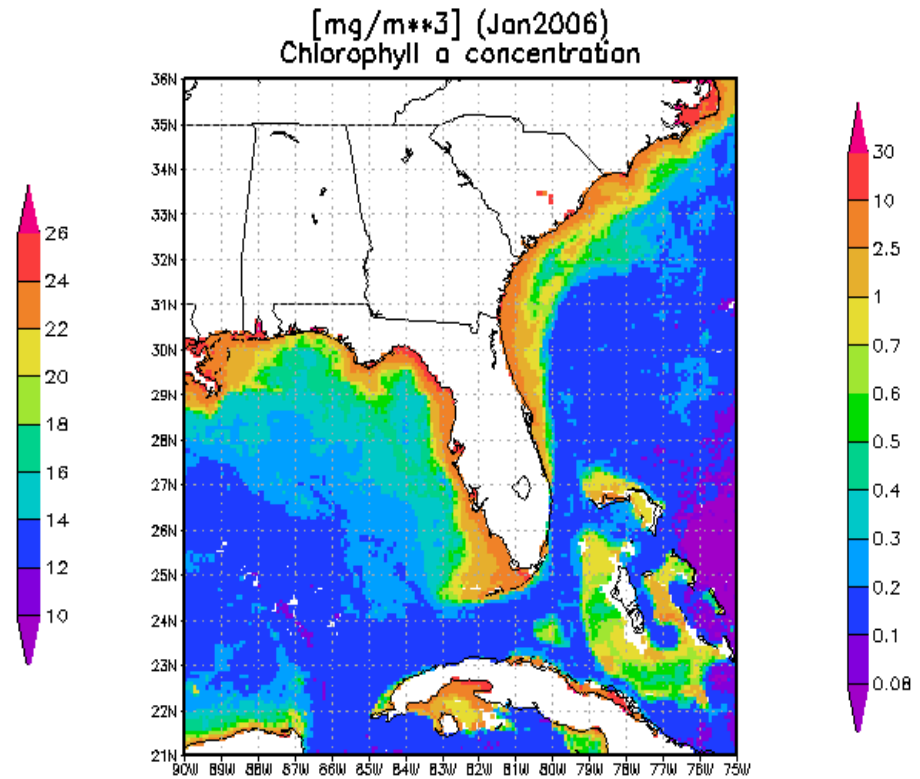 [mg/m**3] (Jan2006)
Chlorophyll a concentration
36N
35N
34N
33N
32N
31N
30N
29N
28N
27N
26N
25N
24N
23N
22N
21N
90W 89W 88W 87W 86W 85W 84W 83W 82W 81W 80W 79W 78W 77W 76W 75W
26
24
22
20
18
16
14
12
10
30
10
2.5
1
0.7
0.6
0.5
0.4
0.3
0.2
0.1
0.08